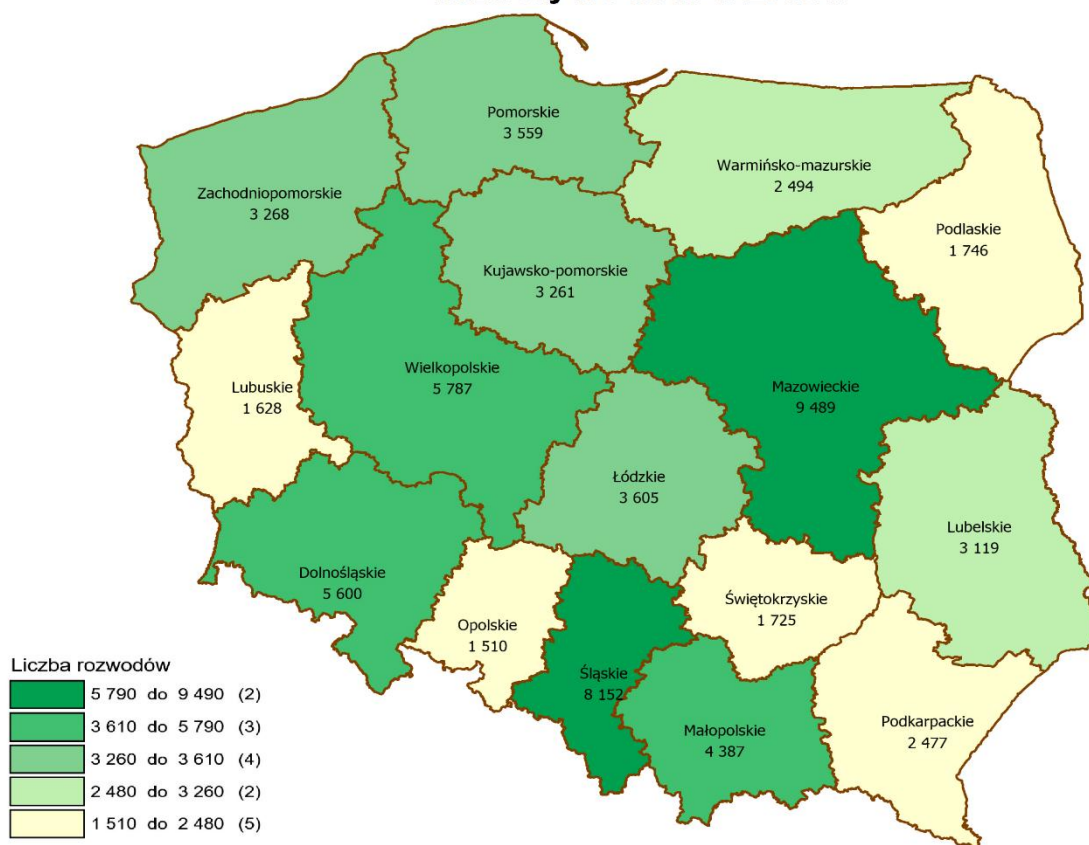 Pomorskie
3 559
Warmińsko-mazurskie
2 494
Zachodniopomorskie
3 268
Podlaskie
1 746
Kujawsko-pomorskie
3 261
Wielkopolskie
5 787
Lubuskie
1 628
Mazowieckie
9 489
Łódzkie
3 605
Lubelskie
3 119
Dolnośląskie
5 600
Świętokrzyskie
1 725
Opolskie
1 510
Śląskie
8 152
Małopolskie
4 387
Podkarpackie
2 477
Liczba rozwodów
5 790 do 9 490 (2)
3 610 do 5 790 (3)
3 260 do 3 610 (4)
2 480 do 3 260 (2)
1 510 do 2 480 (5)